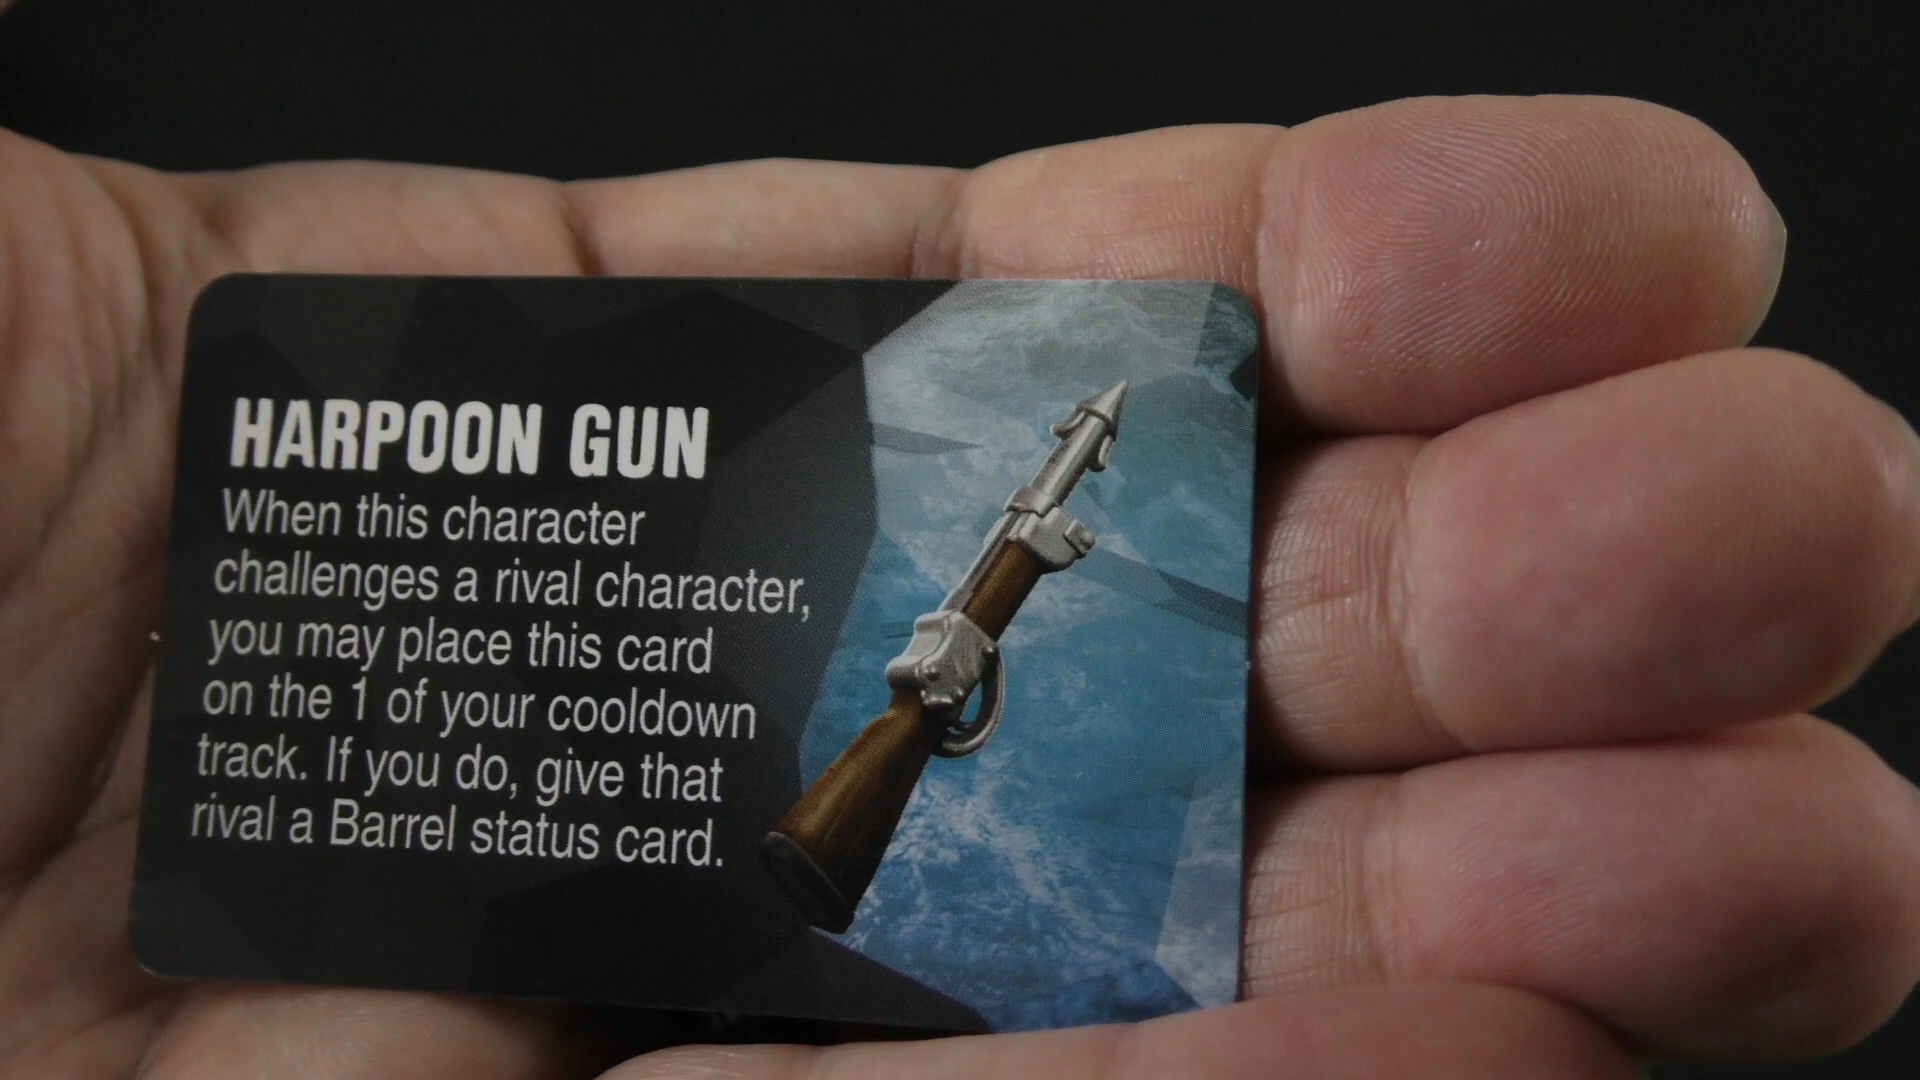 HARPOON GUN
When this character
challenges a rival character,
you may place this card
on the 1 of your cooldown
track. If you do, give that
rival a Barrel status card.